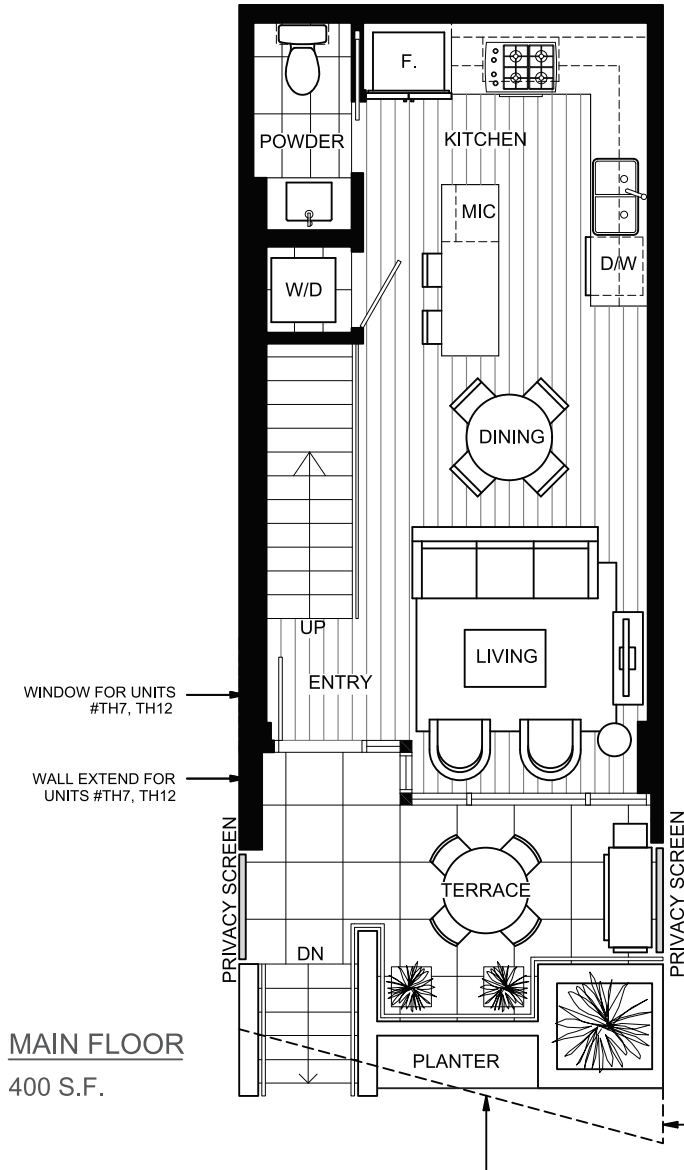 F.
POWDER
KITCHEN
MIC
W/D
D/W
DINING
UP
LIVING
ENTRY
WINDOW FOR UNITS
#TH7, TH12
WALL EXTEND FOR
UNITS #TH7, TH12
PRIVACY SCREEN
TERRACE
PRIVACY SCREEN
DN
MAIN FLOOR
400 S.F.
PLANTER